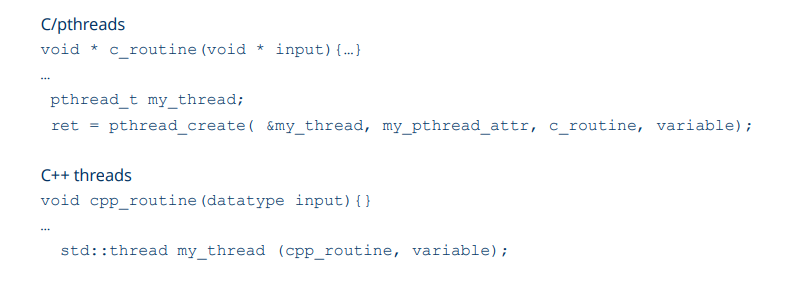 C/pthreads
void * c_routine(void * input){…}
…
pthread_t my_thread;
ret = pthread_create( &my_thread, my_pthread_attr, c_routine, variable);
C++ threads
void cpp_routine(datatype input){}
…
std::thread my_thread (cpp_routine, variable);